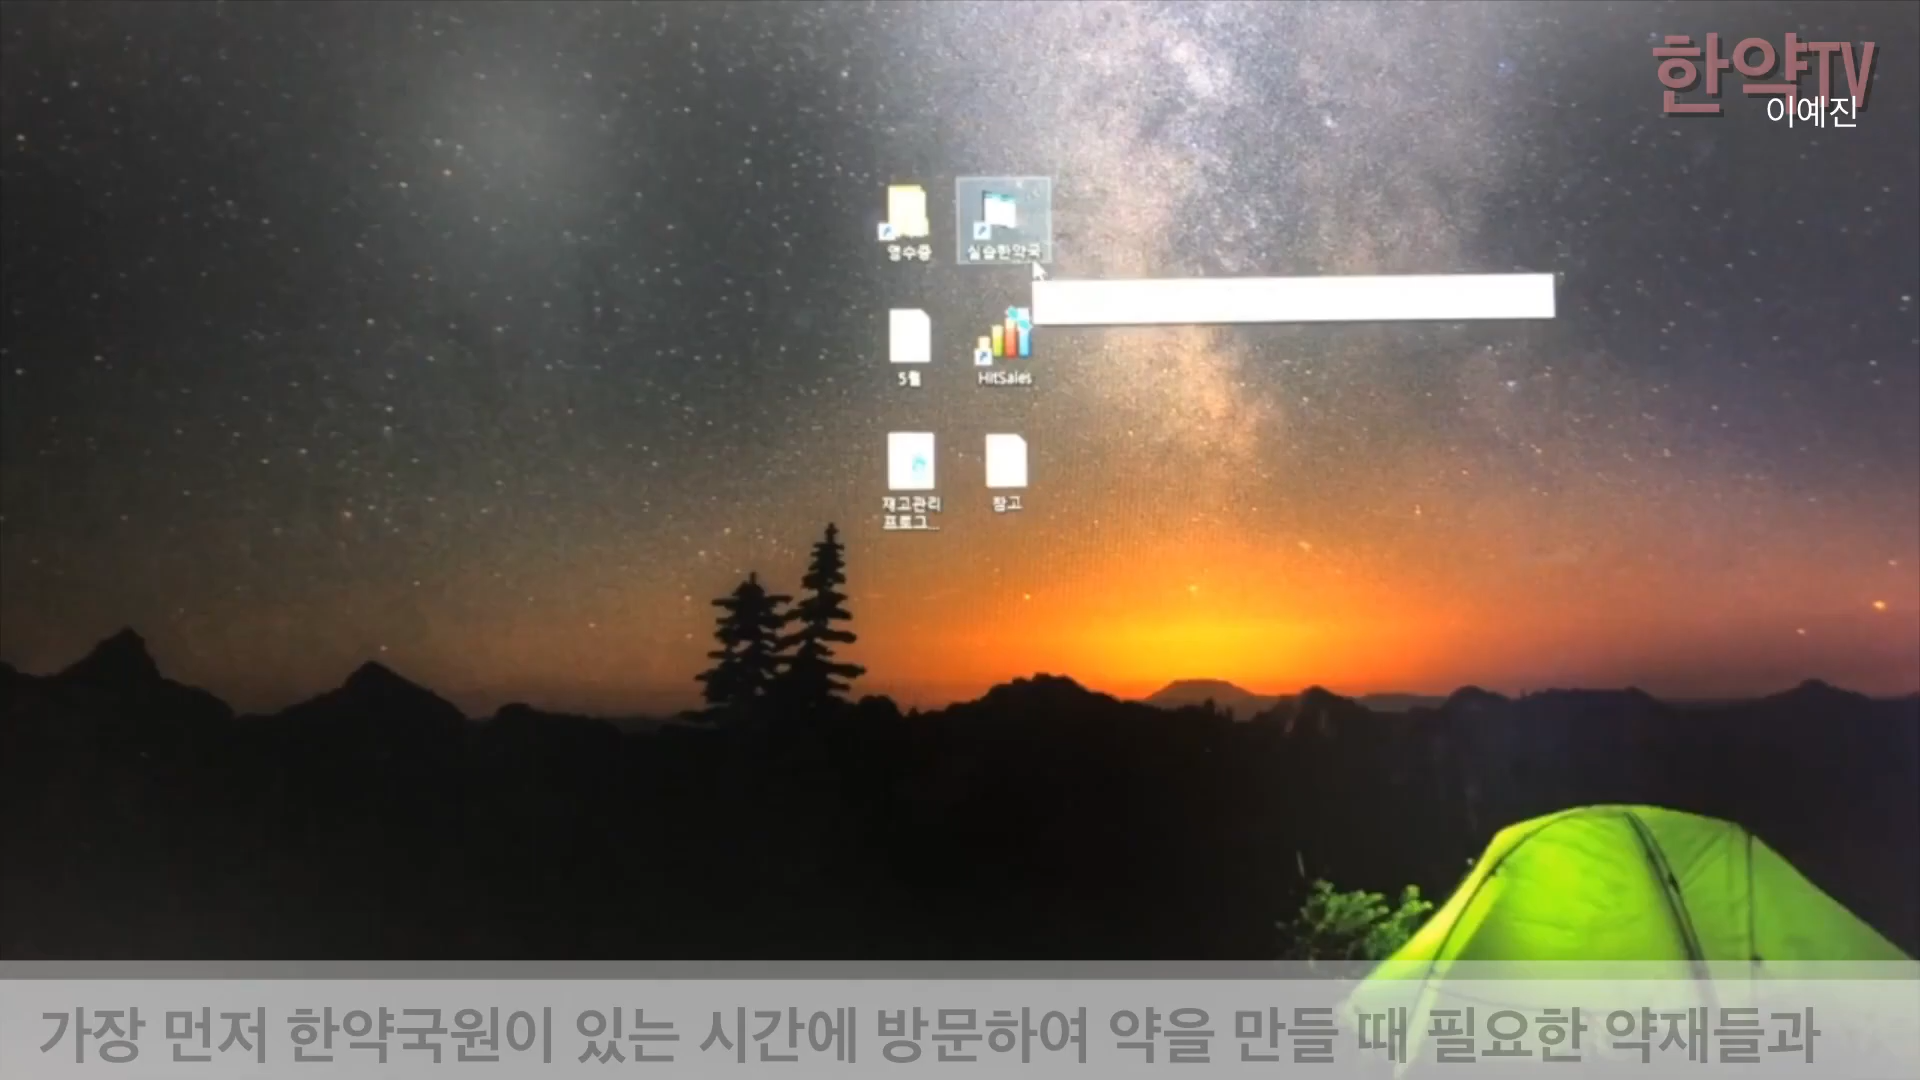 한약TV
이예진
영수증
실습한약국
5월
HitSales
재고관리
프로그...
참고
가장 먼저 한약국원이 있는 시간에 방문하여 약을 만들 때 필요한 약재들과